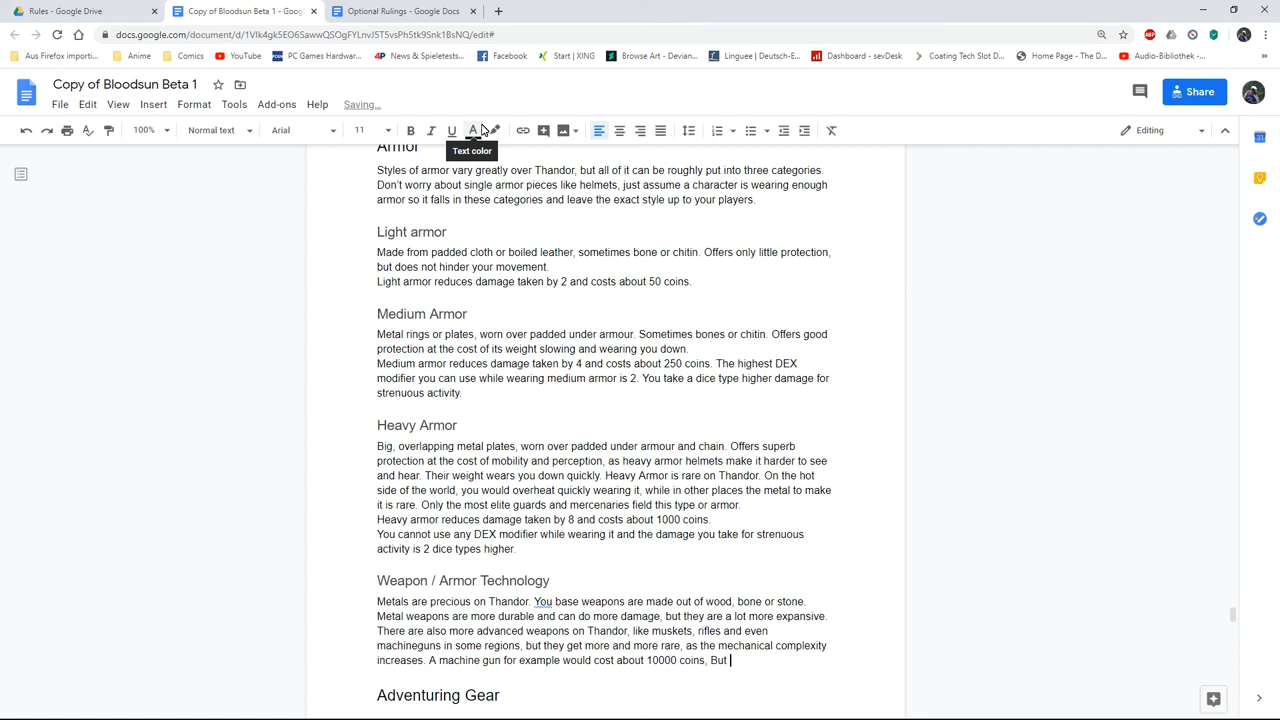 Rules - Google Drive
Copy of Bloodsun Beta 1 - Goog
Optional Rulings - Google Docs
docs.google.com/document/d/1VIk4gk5EO6SawwQSOgFYLnvJ5T5vsPh5tk9Snk1BsNQ/edit#
Aus Firefox importi...
Anime
Comics
YouTube
PC Games Hardwar...
News & Spieletests...
Facebook
Start | XING
Browse Art - Devian...
Linguee | Deutsch-E...
Dashboard - sevDesk
Coating Tech Slot D...
Home Page - The D...
Audio-Bibliothek -...
Copy of Bloodsun Beta 1
File Edit View Insert Format Tools Add-ons Help Saving...
Share
100% Normal text Arial 11
Editing
Text color
Armor
Styles of armor vary greatly over Thandor, but all of it can be roughly put into three categories.
Don't worry about single armor pieces like helmets, just assume a character is wearing enough
armor so it falls in these categories and leave the exact style up to your players.
Light armor
Made from padded cloth or boiled leather, sometimes bone or chitin. Offers only little protection,
but does not hinder your movement.
Light armor reduces damage taken by 2 and costs about 50 coins.
Medium Armor
Metal rings or plates, worn over padded under armour. Sometimes bones or chitin. Offers good
protection at the cost of its weight slowing and wearing you down.
Medium armor reduces damage taken by 4 and costs about 250 coins. The highest DEX
modifier you can use while wearing medium armor is 2. You take a dice type higher damage for
strenuous activity.
Heavy Armor
Big, overlapping metal plates, worn over padded under armour and chain. Offers superb
protection at the cost of mobility and perception, as heavy armor helmets make it harder to see
and hear. Their weight wears you down quickly. Heavy Armor is rare on Thandor. On the hot
side of the world, you would overheat quickly wearing it, while in other places the metal to make
it is rare. Only the most elite guards and mercenaries field this type or armor.
Heavy armor reduces damage taken by 8 and costs about 1000 coins.
You cannot use any DEX modifier while wearing it and the damage you take for strenuous
activity is 2 dice types higher.
Weapon / Armor Technology
Metals are precious on Thandor. You base weapons are made out of wood, bone or stone.
Metal weapons are more durable and can do more damage, but they are a lot more expansive.
There are also more advanced weapons on Thandor, like muskets, rifles and even
machineguns in some regions, but they get more and more rare, as the mechanical complexity
increases. A machine gun for example would cost about 10000 coins, But
Adventuring Gear